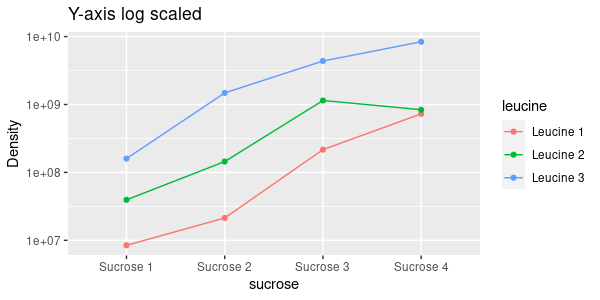 Y-axis log scaled
1e+10
1e+09
1e+08
1e+07
Density
Sucrose 1 Sucrose 2 Sucrose 3 Sucrose 4
sucrose
leucine
Leucine 1
Leucine 2
Leucine 3